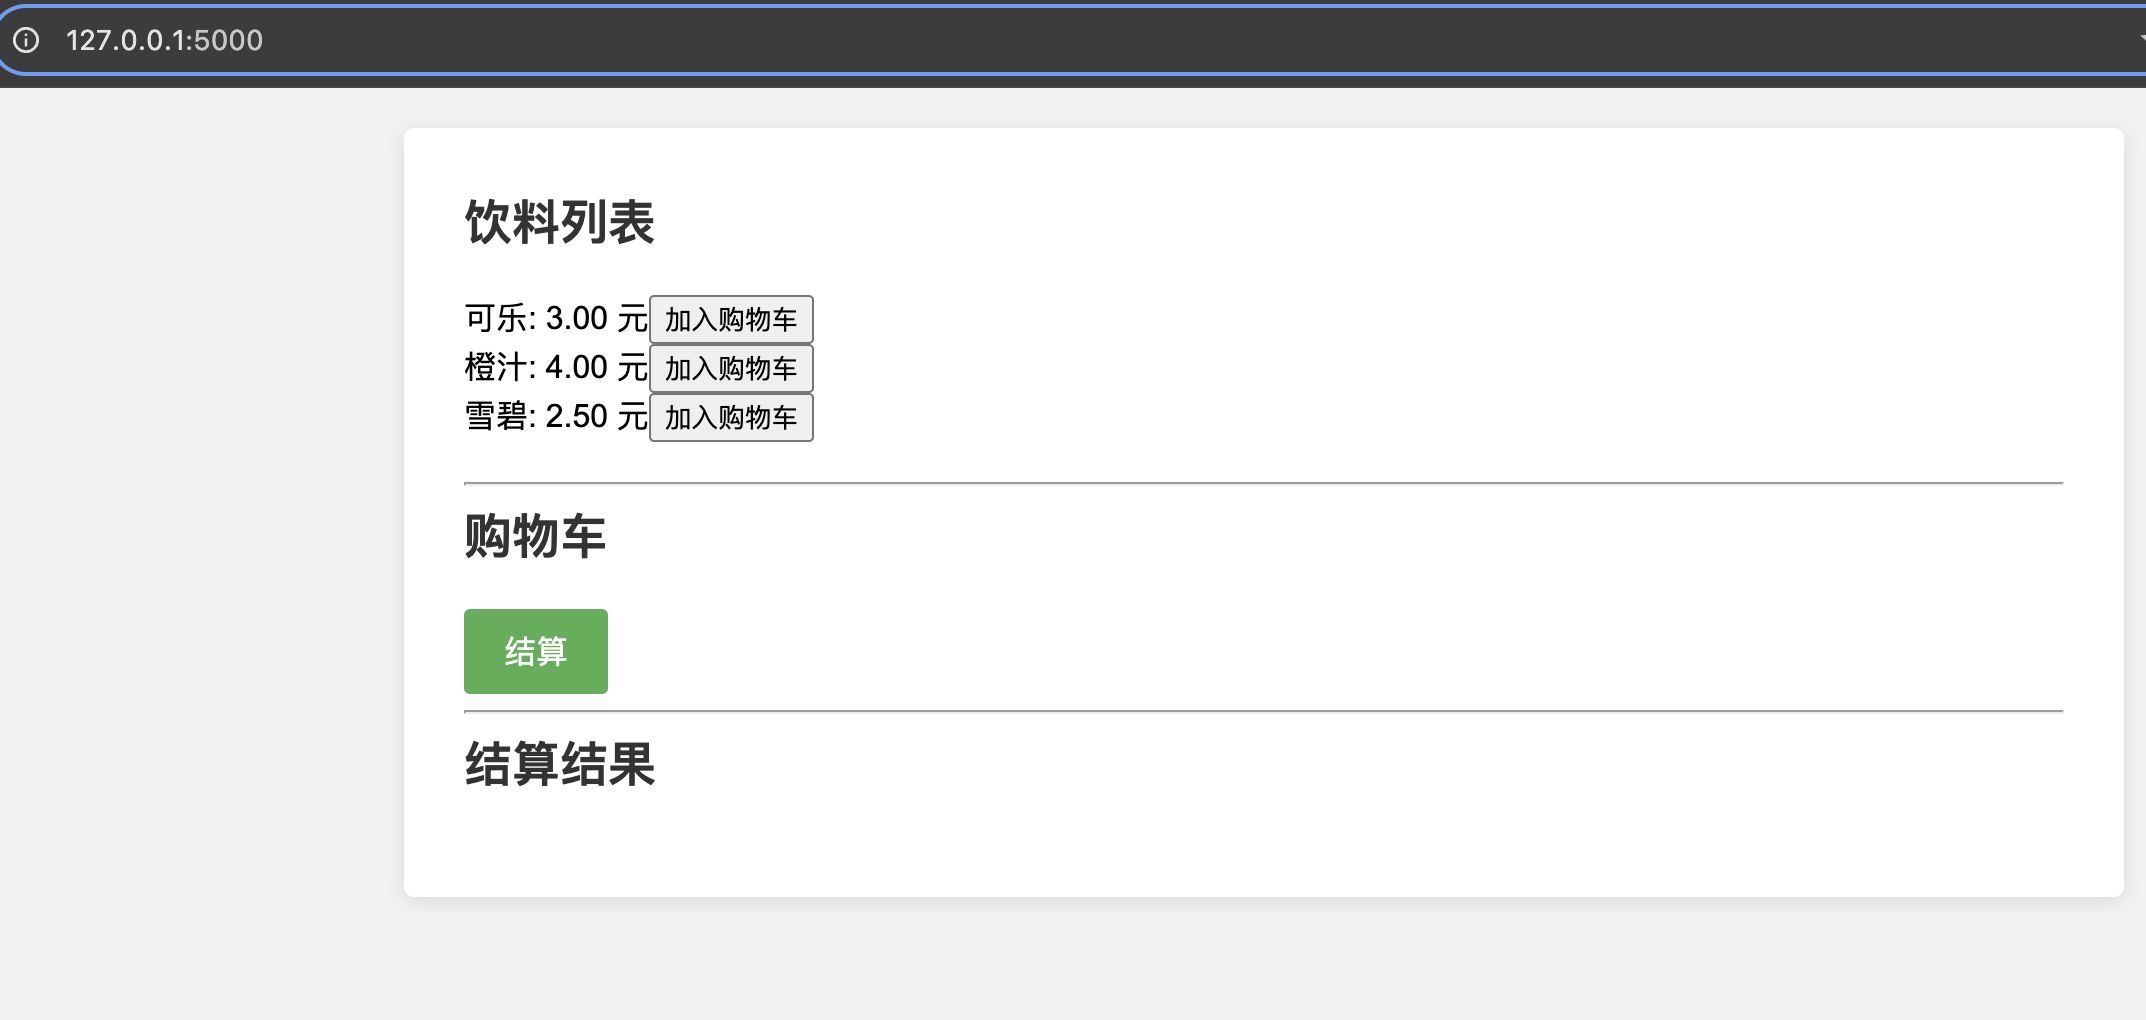 127.0.0.1:5000
饮料列表
可乐: 3.00 元 加入购物车
橙汁: 4.00 元 加入购物车
雪碧: 2.50 元 加入购物车
购物车
结算
结算结果